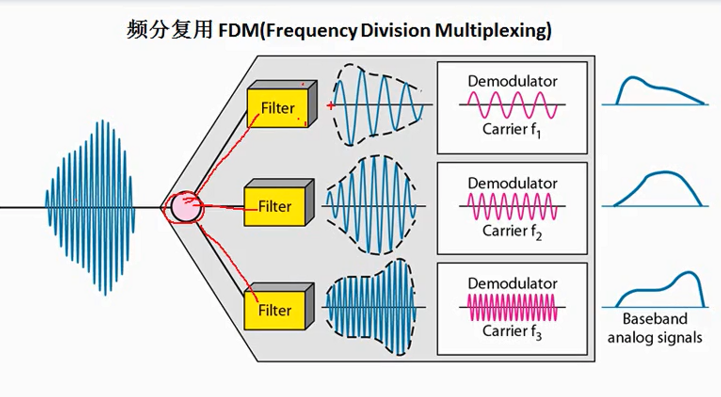 频分复用 FDM(Frequency Division Multiplexing)
Filter
Demodulator
Carrier f₁
Filter
Demodulator
Carrier f₂
Filter
Demodulator
Carrier f₃
Baseband
analog signals